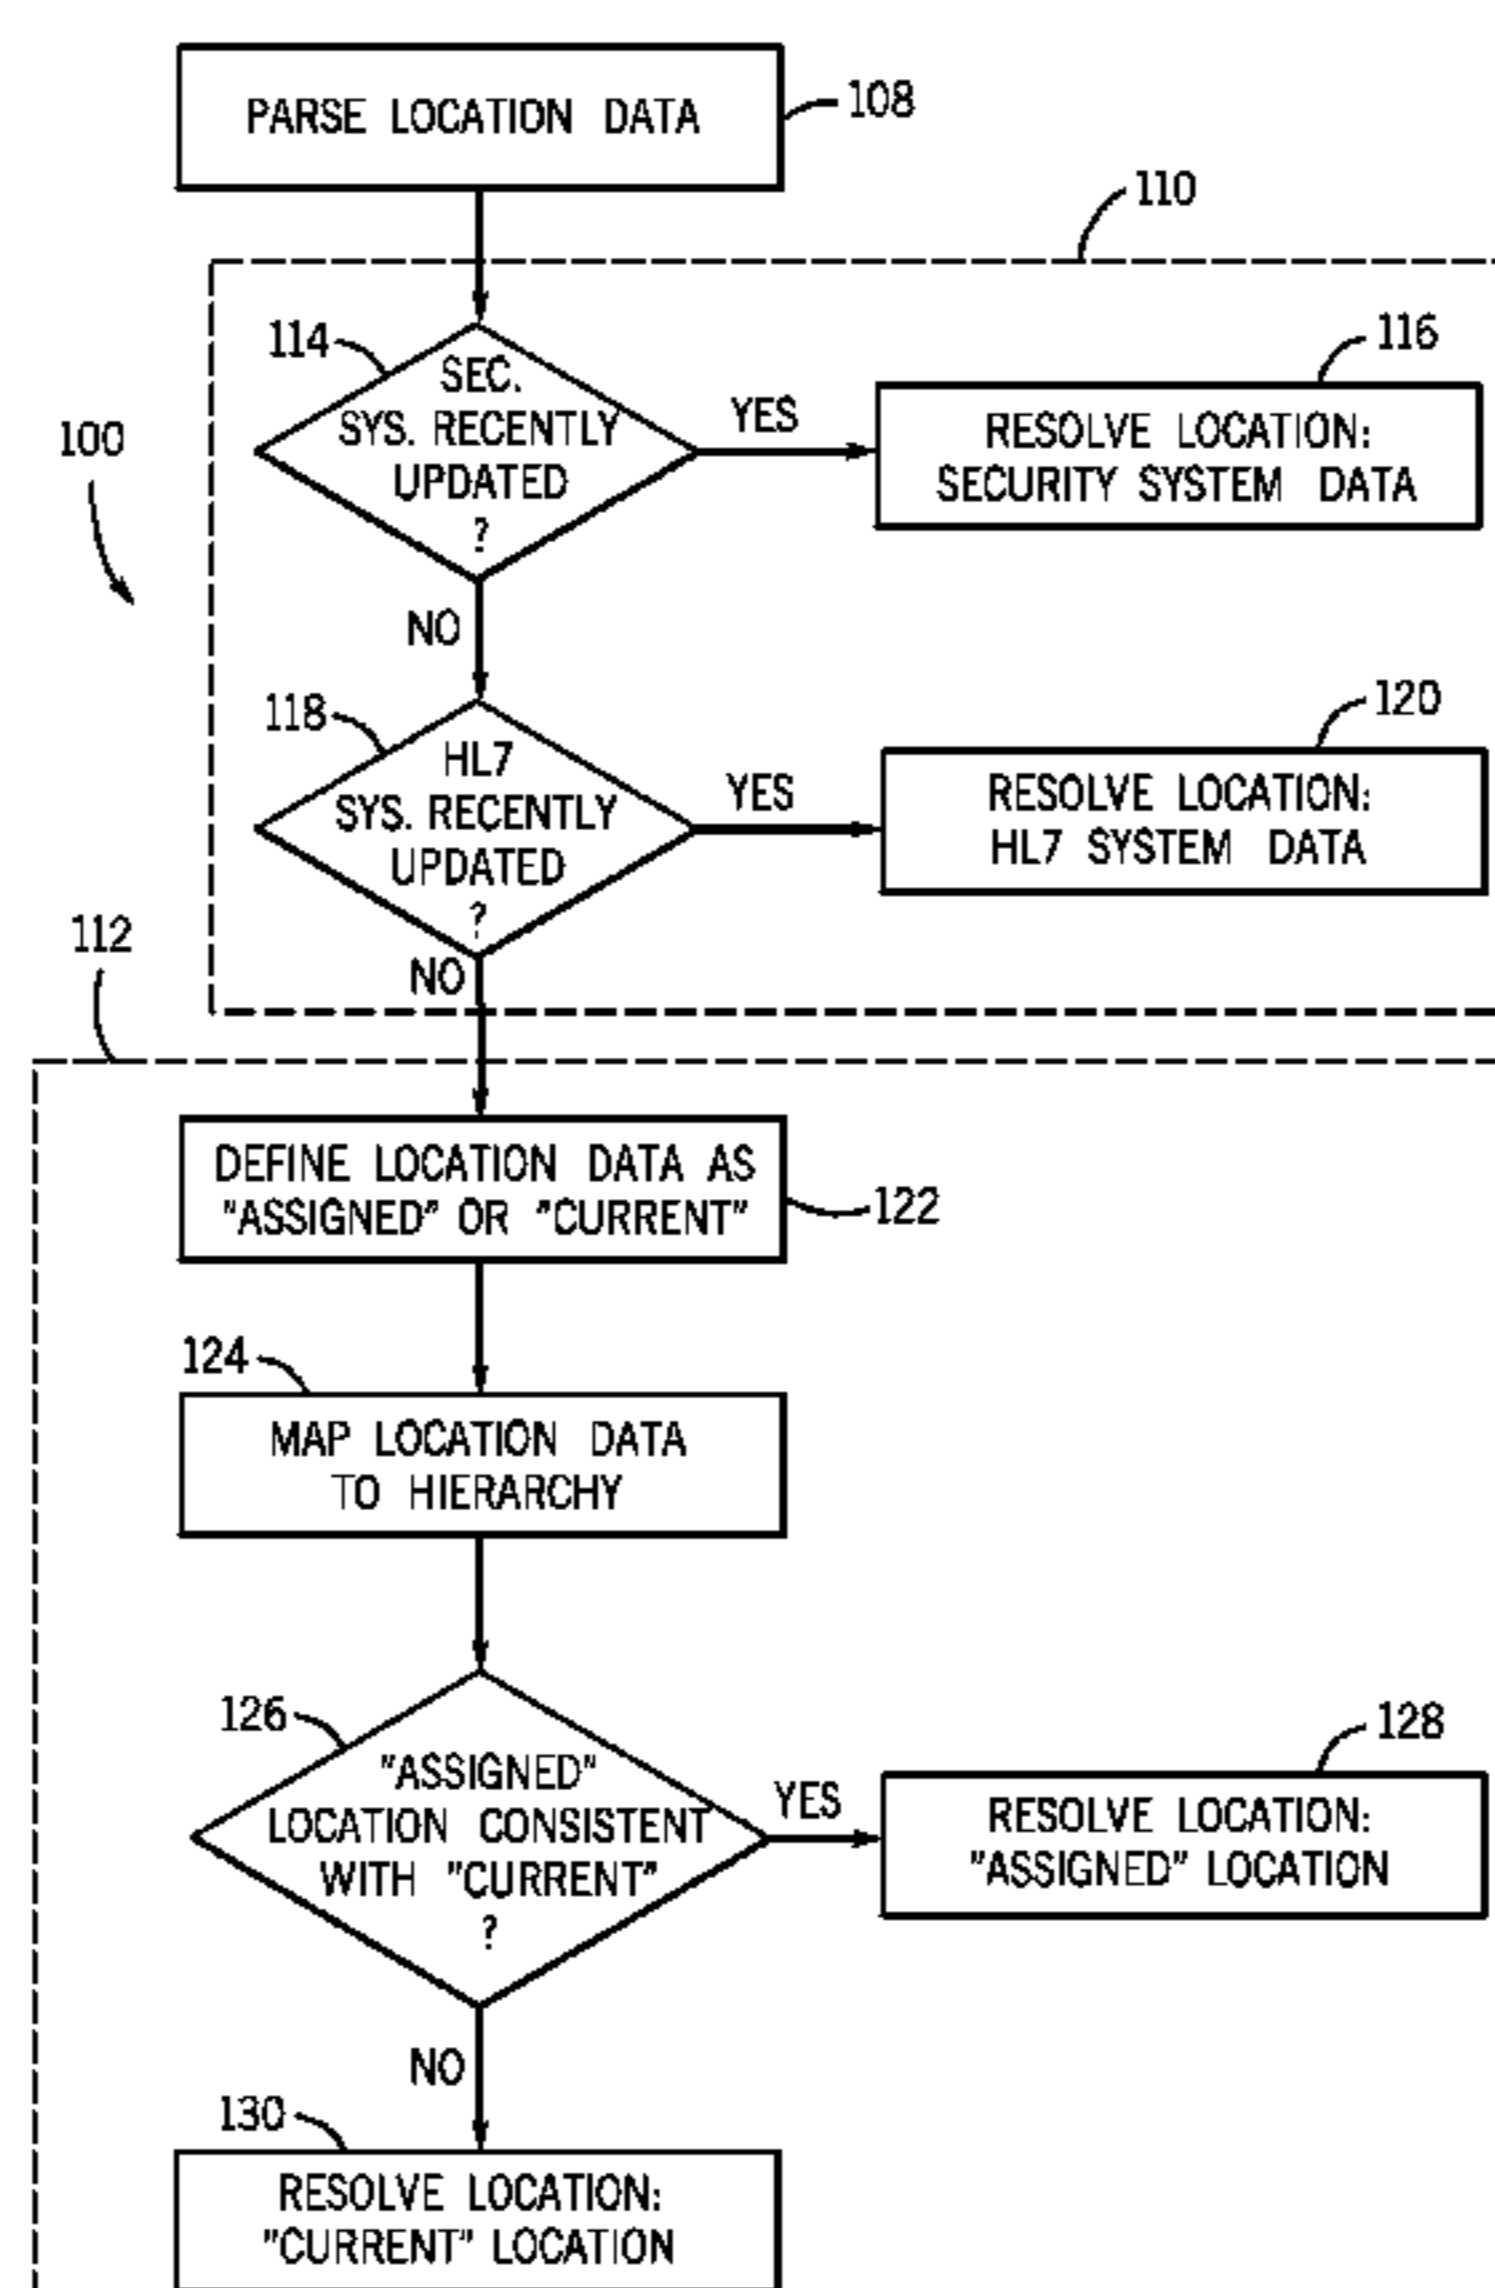 PARSE LOCATION DATA
108
110
114
SEC.
SYS. RECENTLY
UPDATED
?
YES
116
RESOLVE LOCATION:
SECURITY SYSTEM DATA
100
NO
118
HL7
SYS. RECENTLY
UPDATED
?
YES
120
RESOLVE LOCATION:
HL7 SYSTEM DATA
NO
112
DEFINE LOCATION DATA AS
"ASSIGNED" OR "CURRENT"
122
124
MAP LOCATION DATA
TO HIERARCHY
126
"ASSIGNED"
LOCATION CONSISTENT
WITH "CURRENT"
?
YES
128
RESOLVE LOCATION:
"ASSIGNED" LOCATION
NO
130
RESOLVE LOCATION:
"CURRENT" LOCATION